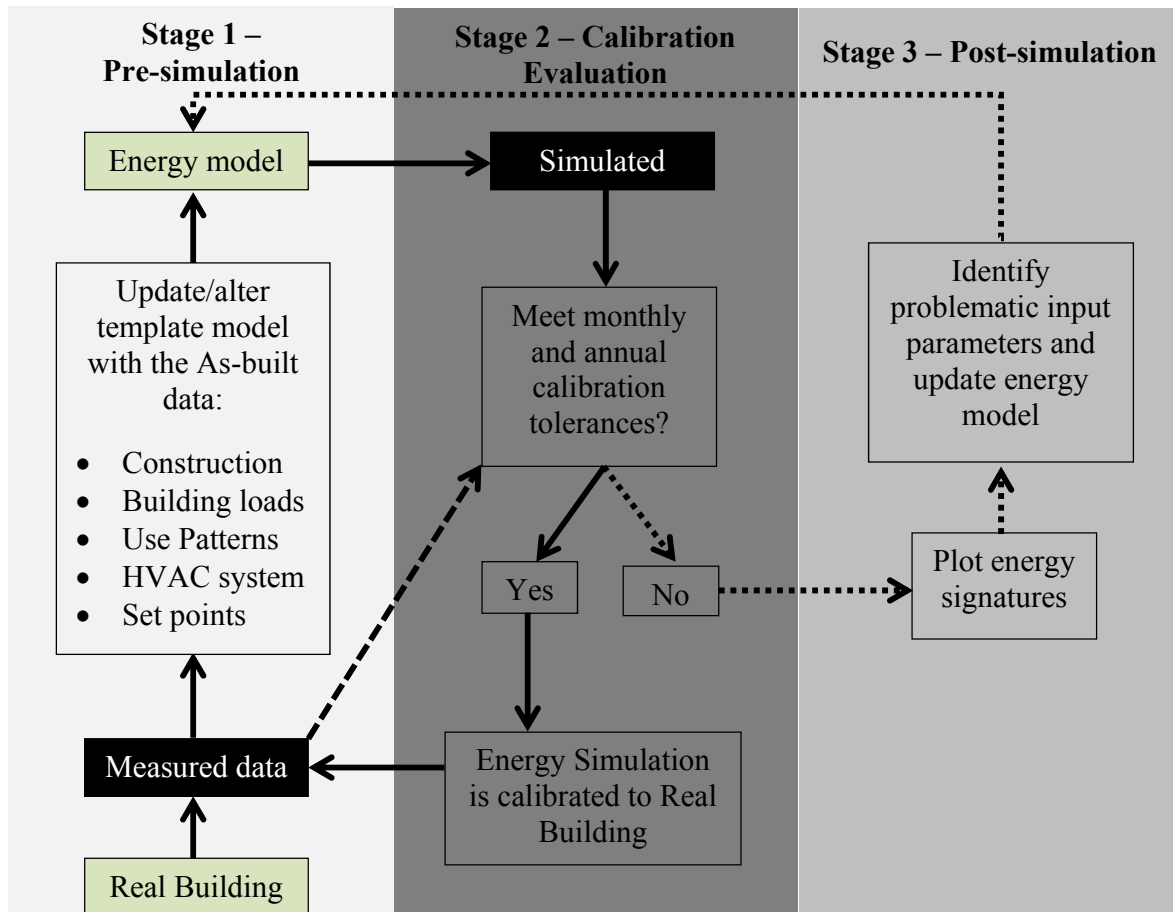 Stage 1 –
Pre-simulation
Energy model
Update/alter
template model
with the As-built
data:
• Construction
• Building loads
• Use Patterns
• HVAC system
• Set points
Measured data
Real Building
Stage 2 – Calibration
Evaluation
Simulated
Meet monthly
and annual
calibration
tolerances?
Yes
No
Energy Simulation
is calibrated to Real
Building
Stage 3 – Post-simulation
Identify
problematic input
parameters and
update energy
model
Plot energy
signatures